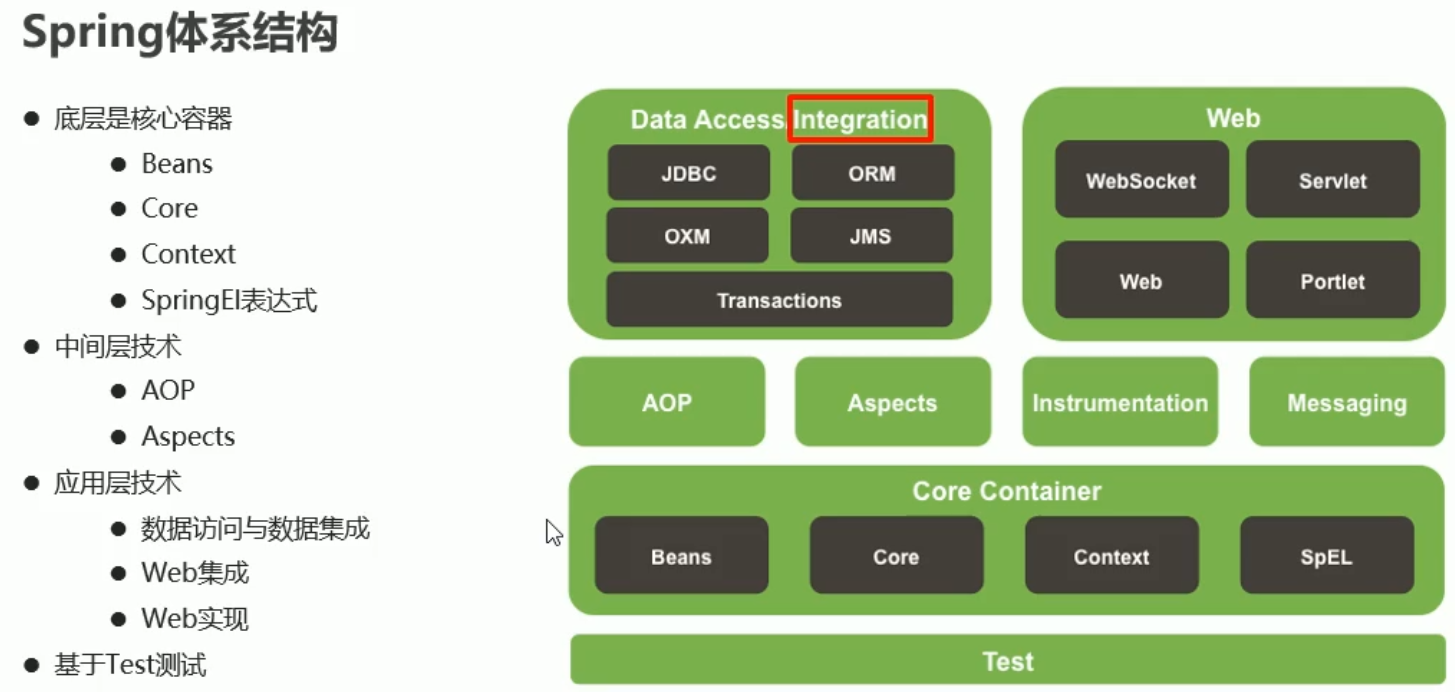 Spring体系结构
底层是核心容器
Beans
Core
Context
SpringEl表达式
中间层技术
AOP
Aspects
应用层技术
数据访问与数据集成
Web集成
Web实现
基于Test测试
Data Access/Integration
JDBC
ORM
OXM
JMS
Transactions
Web
WebSocket
Servlet
Web
Portlet
AOP
Aspects
Instrumentation
Messaging
Core Container
Beans
Core
Context
SpEL
Test